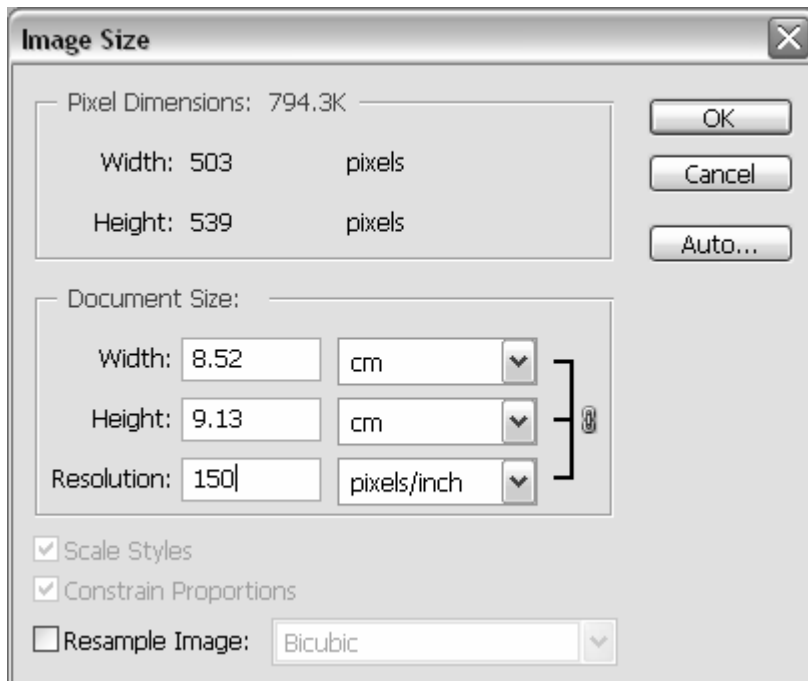 Image Size
Pixel Dimensions: 794.3K
Width: 503 pixels
Height: 539 pixels
OK
Cancel
Auto...
Document Size:
Width: 8.52 cm
Height: 9.13 cm
Resolution: 150 pixels/inch
Scale Styles
Constrain Proportions
Resample Image: Bicubic